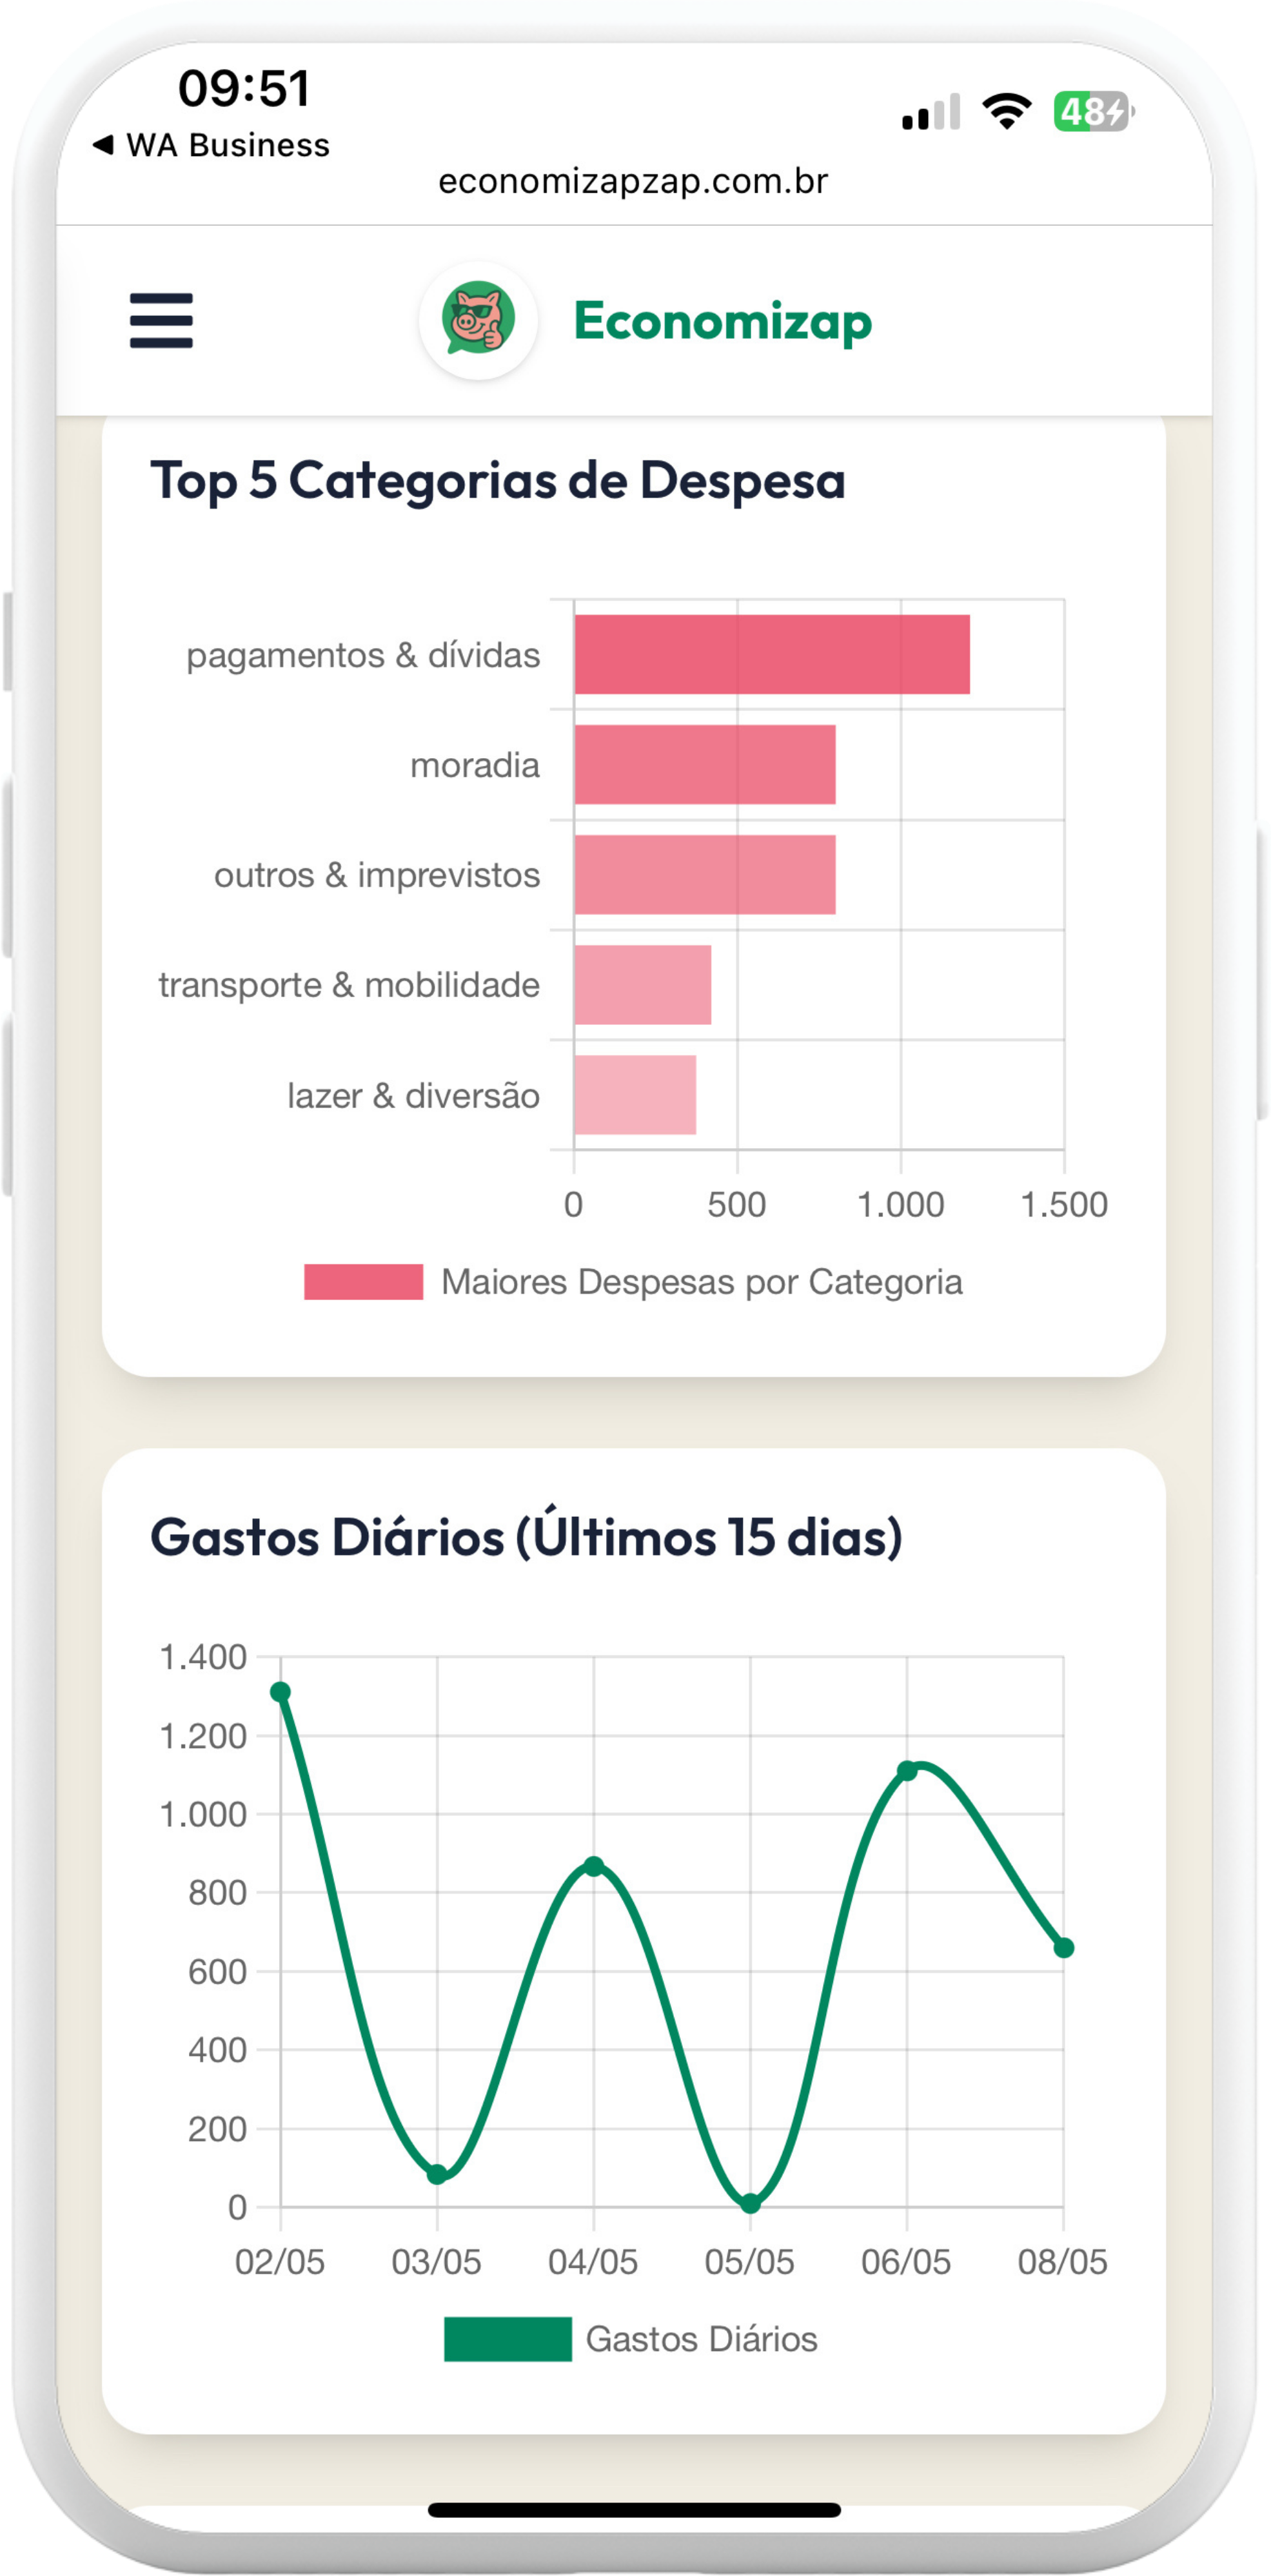 09:51
48
◀ WA Business
economizapzap.com.br
Economizap
Top 5 Categorias de Despesa
pagamentos & dívidas
moradia
outros & imprevistos
transporte & mobilidade
lazer & diversão
0 500 1.000 1.500
Maiores Despesas por Categoria
Gastos Diários (Últimos 15 dias)
1.400
1.200
1.000
800
600
400
200
0
02/05 03/05 04/05 05/05 06/05 08/05
Gastos Diários